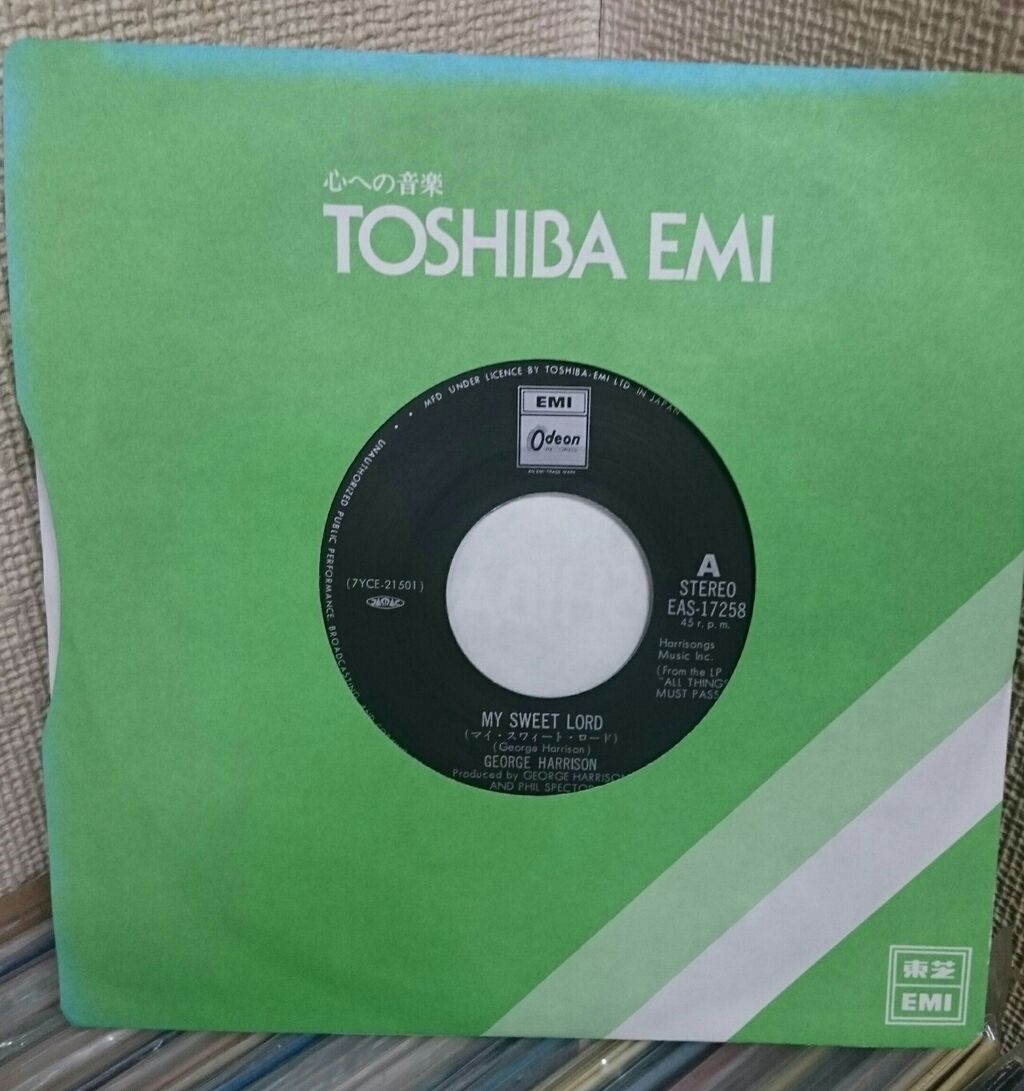 心への音楽
TOSHIBA EMI
MFD UNDER LICENCE BY TOSHIBA-EMI LTD IN JAPAN
UNAUTHORIZED PUBLIC PERFORMANCE, BROADCASTING
EMI
Odeon
AN EMI TRADE MARK
(7YCE-21501)
JASRAC
A
STEREO
EAS-17258
45 r.p.m.
Harrisongs
Music Inc.
(From the LP
"ALL THING
MUST PASS
MY SWEET LORD
(マイ・スウィート・ロード)
(George Harrison)
GEORGE HARRISON
Produced by GEORGE HARRISON
AND PHIL SPECTOR
東芝
EMI